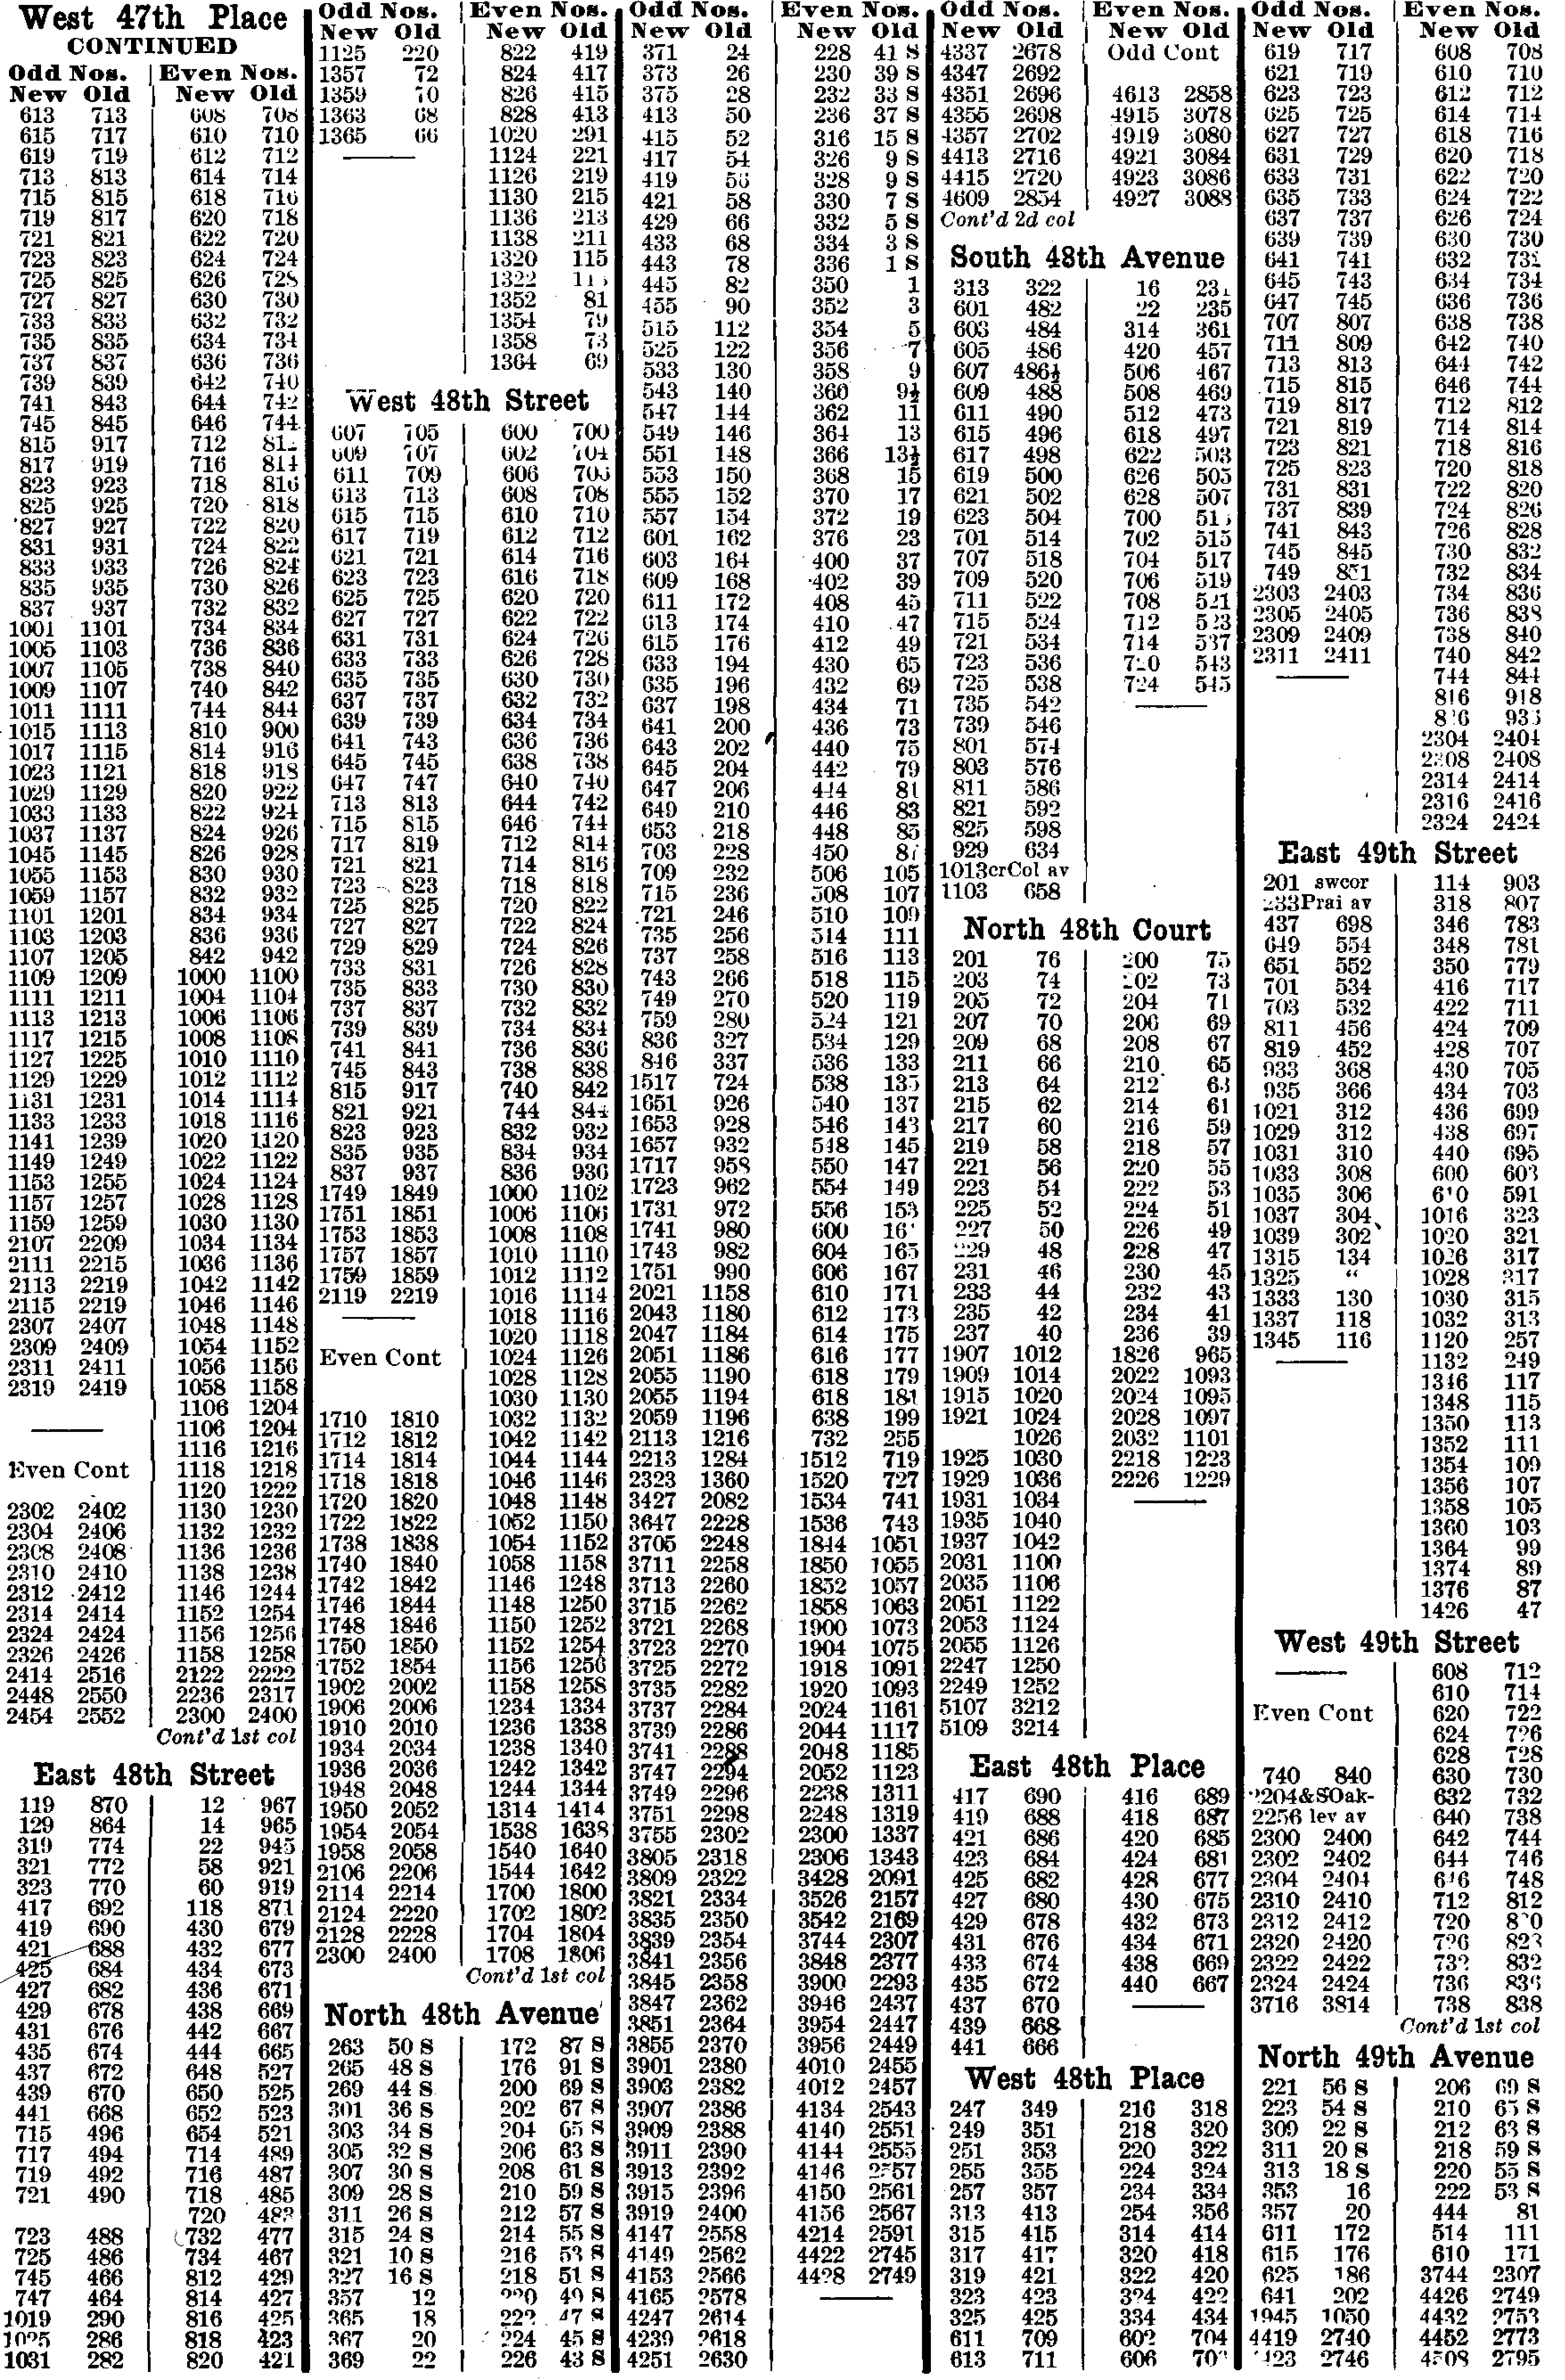 West 47th Place
CONTINUED
Odd Nos. Even Nos.
New Old New Old
613 713 608 708
615 717 610 710
619 719 612 712
713 813 614 714
715 815 618 716
719 817 620 718
721 821 622 720
723 823 624 724
725 825 626 728
727 827 630 730
733 833 632 732
735 835 634 734
737 837 636 736
739 839 642 740
741 843 644 742
745 845 646 744
815 917 712
817 919 716 814
823 923 718 816
825 925 720 818
827 927 722 820
831 931 724 822
833 933 726 824
835 935 730 826
837 937 732 832
1001 1101 734 834
1005 1103 736 836
1007 1105 738 840
1009 1107 740 842
1011 1111 744 844
1015 1113 810 900
1017 1115 814 916
1023 1121 818 918
1029 1129 820 922
1033 1133 822 924
1037 1137 824 926
1045 1145 826 928
1055 1153 830 930
1059 1157 832 932
1101 1201 834 934
1103 1203 836 936
1107 1205 842 942
1109 1209 1000 1100
1111 1211 1004 1104
1113 1213 1006 1106
1117 1215 1008 1108
1127 1225 1010 1110
1129 1229 1012 1112
1131 1231 1014 1114
1133 1233 1018 1116
1141 1239 1020 1120
1149 1249 1022 1122
1153 1255 1024 1124
1157 1257 1028 1128
1159 1259 1030 1130
2107 2209 1034 1134
2111 2215 1036 1136
2113 2219 1042 1142
2115 2219 1046 1146
2307 2407 1048 1148
2309 2409 1054 1152
2311 2411 1056 1156
2319 2419 1058 1158
1106 1204
1106 1204
1116 1216
Even Cont 1118 1218
1120 1222
2302 2402 1130 1230
2304 2406 1132 1232
2308 2408 1136 1236
2310 2410 1138 1238
2312 2412 1146 1244
2314 2414 1152 1254
2324 2424 1156 1256
2326 2426 1158 1258
2414 2516 2122 2222
2448 2550 2236 2317
2454 2552 2300 2400
Cont'd 1st col
East 48th Street
119 870 12 967
129 864 14 965
319 774 22 945
321 772 58 921
323 770 60 919
417 692 118 871
419 690 430 679
421 688 432 677
425 684 434 673
427 682 436 671
429 678 438 669
431 676 442 667
435 674 444 665
437 672 648 527
439 670 650 525
441 668 652 523
715 496 654 521
717 494 714 489
719 492 716 487
721 490 718 485
720
723 488 732 477
725 486 734 467
745 466 812 429
747 464 814 427
1019 290 816 425
1025 286 818 423
1031 282 820 421
Odd Nos. Even Nos.
New Old New Old
1125 220 822 419
1357 72 824 417
1359 70 826 415
1363 68 828 413
1365 66 1020 291
1124 221
1126 219
1130 215
1136 213
1138 211
1320 115
1322
1352 81
1354 79
1358 73
1364 69
West 48th Street
607 705 600 700
609 707 602 704
611 709 606
613 713 608 708
615 715 610 710
617 719 612 712
621 721 614 716
623 723 616 718
625 725 620 720
627 727 622 722
631 731 624 726
633 733 626 728
635 735 630 730
637 737 632 732
639 739 634 734
641 743 636 736
645 745 638 738
647 747 640 740
713 813 644 742
715 815 646 744
717 819 712 814
721 821 714 816
723 823 718 818
725 825 720 822
727 827 722 824
729 829 724 826
733 831 726 828
735 833 730 830
737 837 732 832
739 839 734 834
741 841 736 836
745 843 738 838
815 917 740 842
821 921 744 844
823 923 832 932
835 935 834 934
837 937 836 936
1749 1849 1000 1102
1751 1851 1006 1106
1753 1853 1008 1108
1757 1857 1010 1110
1759 1859 1012 1112
2119 2219 1016 1114
1018 1116
1020 1118
Even Cont 1024 1126
1028 1128
1030 1130
1710 1810 1032 1132
1712 1812 1042 1142
1714 1814 1044 1144
1718 1818 1046 1146
1720 1820 1048 1148
1722 1822 1052 1150
1738 1838 1054 1152
1740 1840 1058 1158
1742 1842 1146 1248
1746 1844 1148 1250
1748 1846 1150 1252
1750 1850 1152 1254
1752 1854 1156 1256
1902 2002 1158 1258
1906 2006 1234 1334
1910 2010 1236 1338
1934 2034 1238 1340
1936 2036 1242 1342
1948 2048 1244 1344
1950 2052 1314 1414
1954 2054 1538 1638
1958 2058 1540 1640
2106 2206 1544 1642
2114 2214 1700 1800
2124 2220 1702 1802
2128 2228 1704 1804
2300 2400 1708 1806
Cont'd 1st col
North 48th Avenue
263 50 S 172 87 S
265 48 S 176 91 S
269 44 S 200 69 S
301 36 S 202 67 S
303 34 S 204 65 S
305 32 S 206 63 S
307 30 S 208 61 S
309 28 S 210 59 S
311 26 S 212 57 S
315 24 S 214 55 S
321 10 S 216 53 S
327 16 S 218 51 S
357 12 49 S
365 18 222 47 S
367 20 224 45 S
369 22 226 43 S
Odd Nos. Even Nos.
New Old New Old
371 24 228 41 S
373 26 230 39 S
375 28 232 33 S
413 50 236 37 S
415 52 316 15 S
417 54 326 9 S
419 56 328 9 S
421 58 330 7 S
429 66 332 5 S
433 68 334 3 S
443 78 336 1 S
445 82 350 1
455 90 352 3
515 112 354 5
525 122 356 7
533 130 358 9
543 140 360 9½
547 144 362 11
549 146 364 13
551 148 366 13½
553 150 368 15
555 152 370 17
557 154 372 19
601 162 376 23
603 164 400 37
609 168 402 39
611 172 408 45
613 174 410 47
615 176 412 49
633 194 430 65
635 196 432 69
637 198 434 71
641 200 436 73
643 202 440 75
645 204 442 79
647 206 444 81
649 210 446 83
653 218 448 85
703 228 450
709 232 506 105
715 236 508 107
721 246 510 109
735 256 514 111
737 258 516 113
743 266 518 115
749 270 520 119
759 280 524 121
836 327 534 129
846 337 536 133
1517 724 538 135
1651 926 540 137
1653 928 546 143
1657 932 548 145
1717 958 550 147
1723 962 554 149
1731 972 556 153
1741 980 600
1743 982 604 165
1751 990 606 167
2021 1158 610 171
2043 1180 612 173
2047 1184 614 175
2051 1186 616 177
2055 1190 618 179
2055 1194 618 181
2059 1196 638 199
2113 1216 732 255
2213 1284 1512 719
2323 1360 1520 727
3427 2082 1534 741
3647 2228 1536 743
3705 2248 1844 1051
3711 2258 1850 1055
3713 2260 1852 1057
3715 2262 1858 1063
3721 2268 1900 1073
3723 2270 1904 1075
3725 2272 1918 1091
3735 2282 1920 1093
3737 2284 2024 1161
3739 2286 2044 1117
3741 2288 2048 1185
3747 2294 2052 1123
3749 2296 2238 1311
3751 2298 2248 1319
3755 2302 2300 1337
3805 2318 2306 1343
3809 2322 3428 2091
3821 2334 3526 2157
3835 2350 3542 2169
3839 2354 3744 2307
3841 2356 3848 2377
3845 2358 3900 2293
3847 2362 3946 2437
3851 2364 3954 2447
3855 2370 3956 2449
3901 2380 4010 2455
3903 2382 4012 2457
3907 2386 4134 2543
3909 2388 4140 2551
3911 2390 4144 2555
3913 2392 4146 2557
3915 2396 4150 2561
3919 2400 4156 2567
4147 2558 4214 2591
4149 2562 4422 2745
4153 2566 4428 2749
4165 2578
4247 2614
4239 2618
4251 2630
Odd Nos. Even Nos.
New Old New Old
4337 2678 Odd Cont
4347 2692
4351 2696 4613 2858
4355 2698 4915 3078
4357 2702 4919 3080
4413 2716 4921 3084
4415 2720 4923 3086
4609 2854 4927 3088
Cont'd 2d col
South 48th Avenue
313 322 16
601 482 22 235
603 484 314 361
605 486 420 457
607 486½ 506 467
609 488 508 469
611 490 512 473
615 496 618 497
617 498 622 503
619 500 626 505
621 502 628 507
623 504 700
701 514 702 515
707 518 704 517
709 520 706 519
711 522 708 521
715 524 712 523
721 534 714 537
723 536 720 543
725 538 724 545
735 542
739 546
801 574
803 576
811 586
821 592
825 598
929 634
1013crCol av
1103 658
North 48th Court
201 76 200 75
203 74 202 73
205 72 204 71
207 70 206 69
209 68 208 67
211 66 210 65
213 64 212 63
215 62 214 61
217 60 216 59
219 58 218 57
221 56 220 55
223 54 222 53
225 52 224 51
227 50 226 49
229 48 228 47
231 46 230 45
233 44 232 43
235 42 234 41
237 40 236 39
1907 1012 1826 965
1909 1014 2022 1093
1915 1020 2024 1095
1921 1024 2028 1097
1026 2032 1101
1925 1030 2218 1223
1929 1036 2226 1229
1931 1034
1935 1040
1937 1042
2031 1100
2035 1106
2051 1122
2053 1124
2055 1126
2247 1250
2249 1252
5107 3212
5109 3214
East 48th Place
417 690 416 689
419 688 418 687
421 686 420 685
423 684 424 681
425 682 428 677
427 680 430 675
429 678 432 673
431 676 434 671
433 674 438 669
435 672 440 667
437 670
439 668
441 666
West 48th Place
247 349 216 318
249 351 218 320
251 353 220 322
255 355 224 324
257 357 234 334
313 413 254 356
315 415 314 414
317 417 320 418
319 421 322 420
323 423 324 422
325 425 334 434
611 709 602 704
613 711 606
Odd Nos. Even Nos.
New Old New Old
619 717 608 708
621 719 610 710
623 723 612 712
625 725 614 714
627 727 618 716
631 729 620 718
633 731 622 720
635 733 624 722
637 737 626 724
639 739 630 730
641 741 632 732
645 743 634 734
647 745 636 736
707 807 638 738
711 809 642 740
713 813 644 742
715 815 646 744
719 817 712 812
721 819 714 814
723 821 718 816
725 823 720 818
731 831 722 820
737 839 724 826
741 843 726 828
745 845 730 832
749 851 732 834
2303 2403 734 836
2305 2405 736 838
2309 2409 738 840
2311 2411 740 842
744 844
816 918
2304 2404
2308 2408
2314 2414
2316 2416
2324 2424
East 49th Street
201 swcor 114 903
233Prai av 318 807
437 698 346 783
649 554 348 781
651 552 350 779
701 534 416 717
703 532 422 711
811 456 424 709
819 452 428 707
933 368 430 705
935 366 434 703
1021 312 436 699
1029 312 438 697
1031 310 440 695
1033 308 600 603
1035 306 610 591
1037 304 1016 323
1039 302 1020 321
1315 134 1026 317
1325 “ 1028 317
1333 130 1030 315
1337 118 1032 313
1345 116 1120 257
1132 249
1346 117
1348 115
1350 113
1352 111
1354 109
1356 107
1358 105
1360 103
1364 99
1374 89
1376 87
1426 47
West 49th Street
608 712
610 714
Even Cont 620 722
624 726
628 728
740 840 630 730
2204&SOak- 632 732
2256 lev av 640 738
2300 2400 642 744
2302 2402 644 746
2304 2404 646 748
2310 2410 712 812
2312 2412 720 820
2320 2420 726 823
2322 2422 732 832
2324 2424 736 836
3716 3814 738 838
Cont'd 1st col
North 49th Avenue
221 56 S 206 69 S
223 54 S 210 65 S
309 22 S 212 63 S
311 20 S 218 59 S
313 18 S 220 55 S
353 16 222 53 S
357 20 444 81
611 172 514 111
615 176 610 171
625 186 3744 2307
641 202 4426 2749
1945 1050 4432 2753
4419 2740 4452 2773
2746 4508 2795